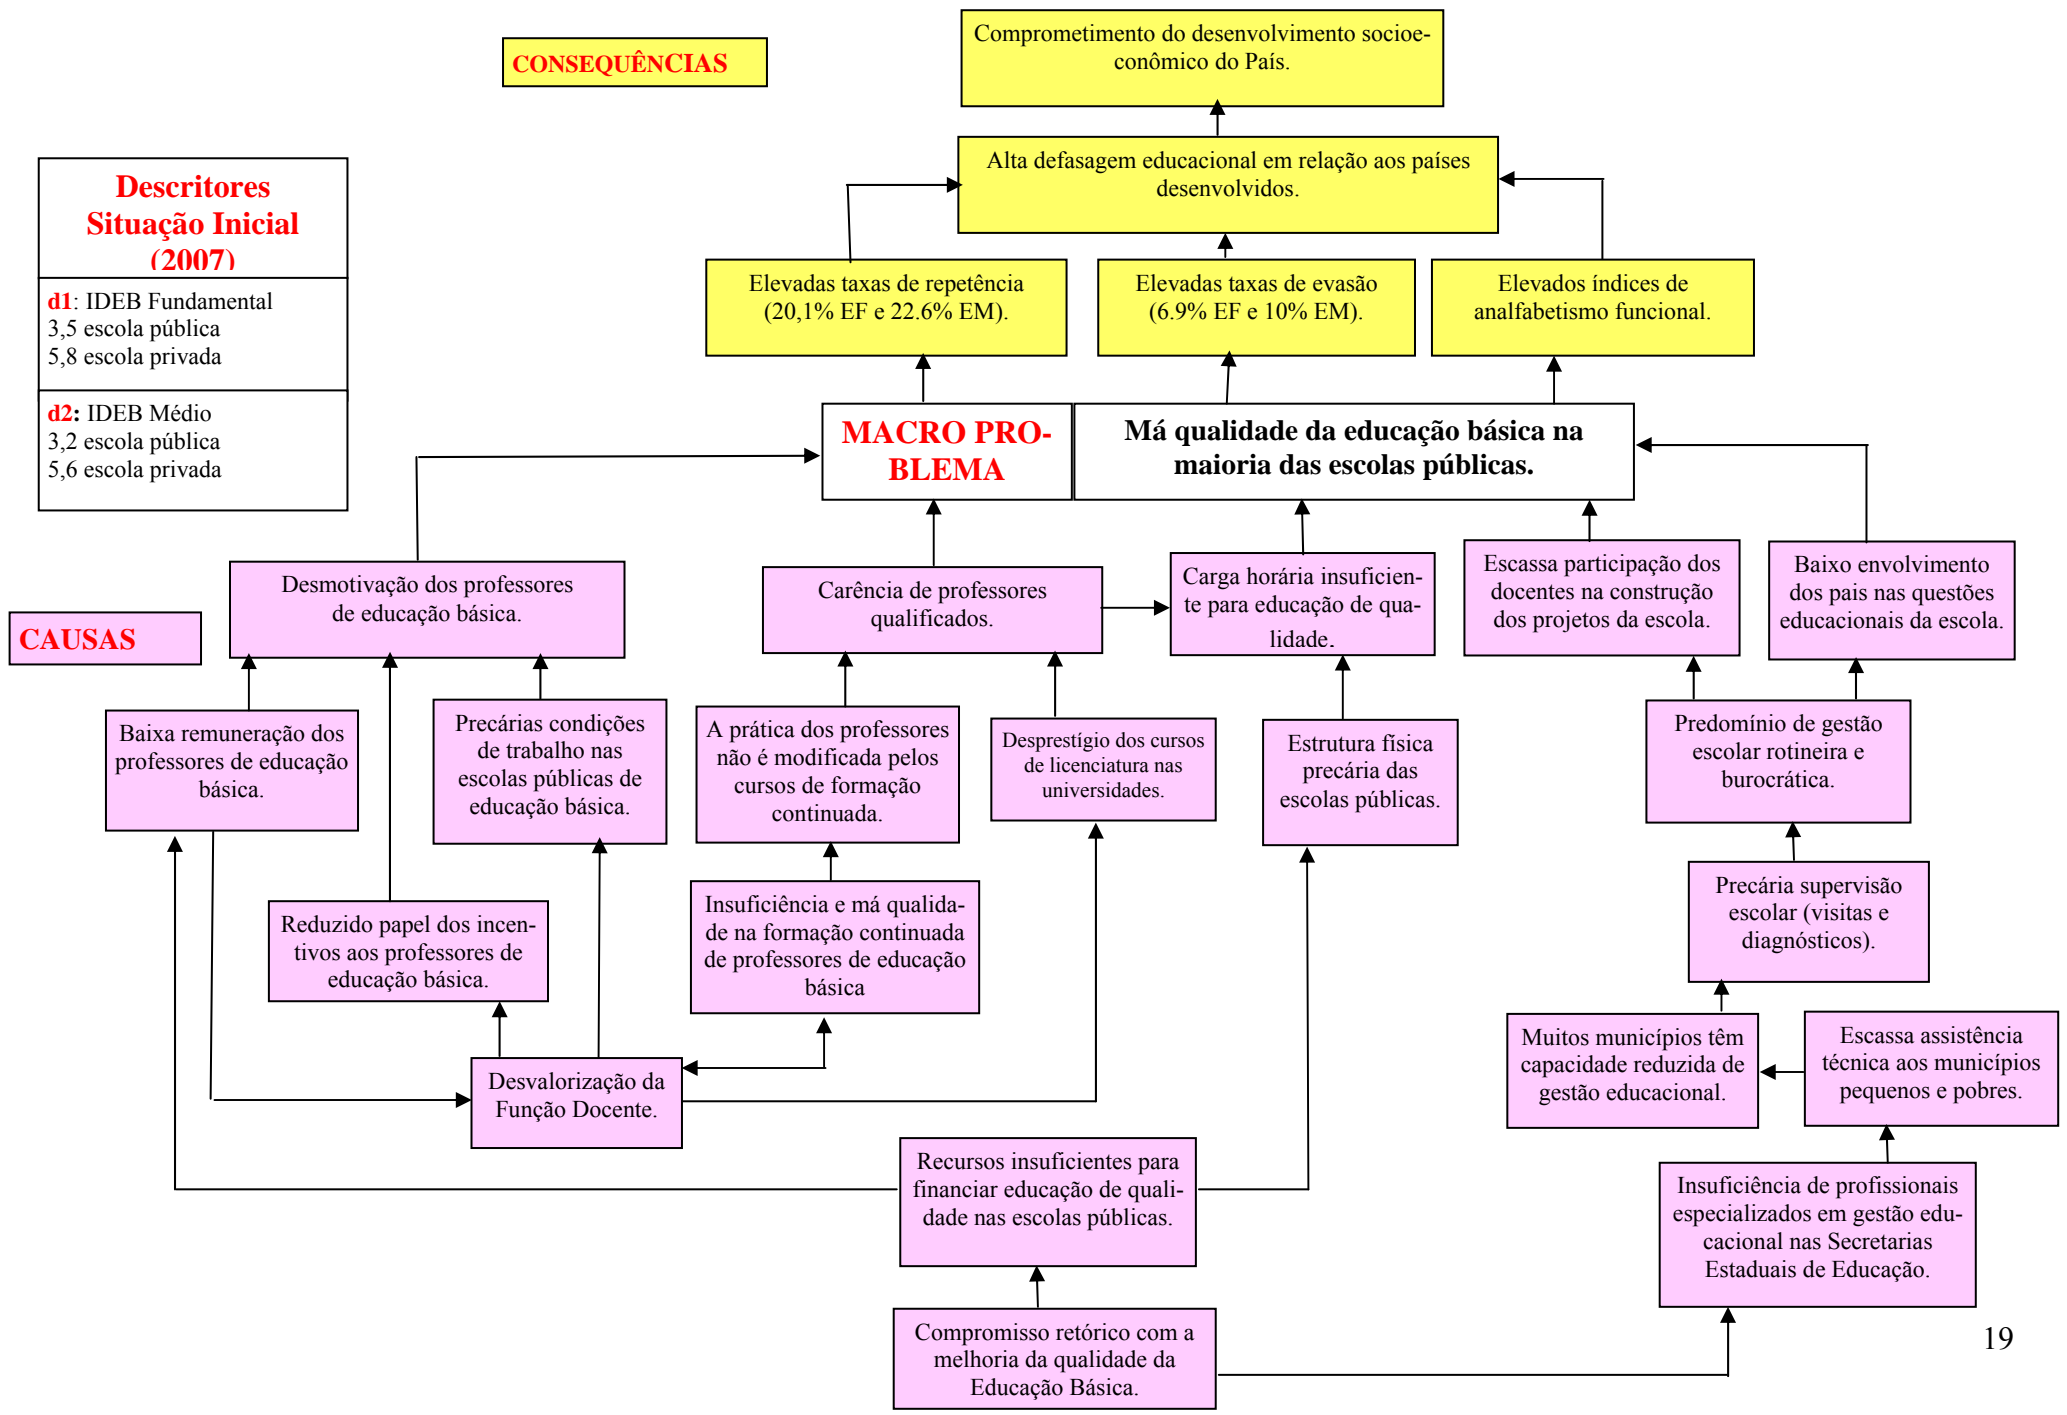 Comprometimento do desenvolvimento socioe-
conômico do País.
CONSEQUÊNCIAS
Alta defasagem educacional em relação aos países
desenvolvidos.
Descritores
Situação Inicial
(2007)
d1: IDEB Fundamental
3,5 escola pública
5,8 escola privada
d2: IDEB Médio
3,2 escola pública
5,6 escola privada
Elevadas taxas de repetência
(20,1% EF e 22.6% EM).
Elevadas taxas de evasão
(6.9% EF e 10% EM).
Elevados índices de
analfabetismo funcional.
MACRO PRO-
BLEMA
Má qualidade da educação básica na
maioria das escolas públicas.
Desmotivação dos professores
de educação básica.
Carência de professores
qualificados.
Carga horária insuficien-
te para educação de qua-
lidade.
Escassa participação dos
docentes na construção
dos projetos da escola.
Baixo envolvimento
dos pais nas questões
educacionais da escola.
CAUSAS
Baixa remuneração dos
professores de educação
básica.
Precárias condições
de trabalho nas
escolas públicas de
educação básica.
A prática dos professores
não é modificada pelos
cursos de formação
continuada.
Desprestígio dos cursos
de licenciatura nas
universidades.
Estrutura física
precária das
escolas públicas.
Predomínio de gestão
escolar rotineira e
burocrática.
Reduzido papel dos incen-
tivos aos professores de
educação básica.
Insuficiência e má qualida-
de na formação continuada
de professores de educação
básica
Precária supervisão
escolar (visitas e
diagnósticos).
Desvalorização da
Função Docente.
Muitos municípios têm
capacidade reduzida de
gestão educacional.
Escassa assistência
técnica aos municípios
pequenos e pobres.
Recursos insuficientes para
financiar educação de quali-
dade nas escolas públicas.
Insuficiência de profissionais
especializados em gestão edu-
cacional nas Secretarias
Estaduais de Educação.
Compromisso retórico com a
melhoria da qualidade da
Educação Básica.
19